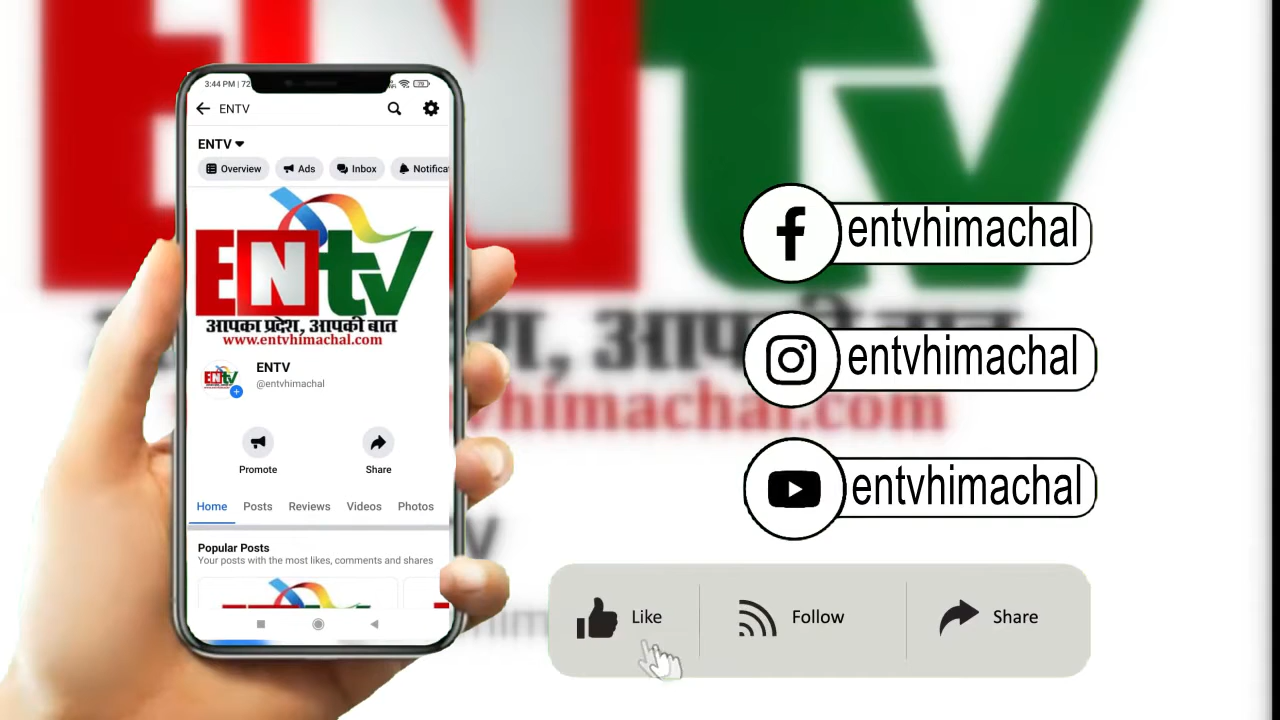 3:44 PM | 72
ENTV
ENTV
Overview
Ads
Inbox
Notifica
ENtv
आपका प्रदेश, आपकी बात
www.entvhimachal.com
ENTV
@entvhimachal
Promote
Share
Home
Posts
Reviews
Videos
Photos
Popular Posts
Your posts with the most likes, comments and shares
entvhimachal
entvhimachal
entvhimachal
Like
Follow
Share